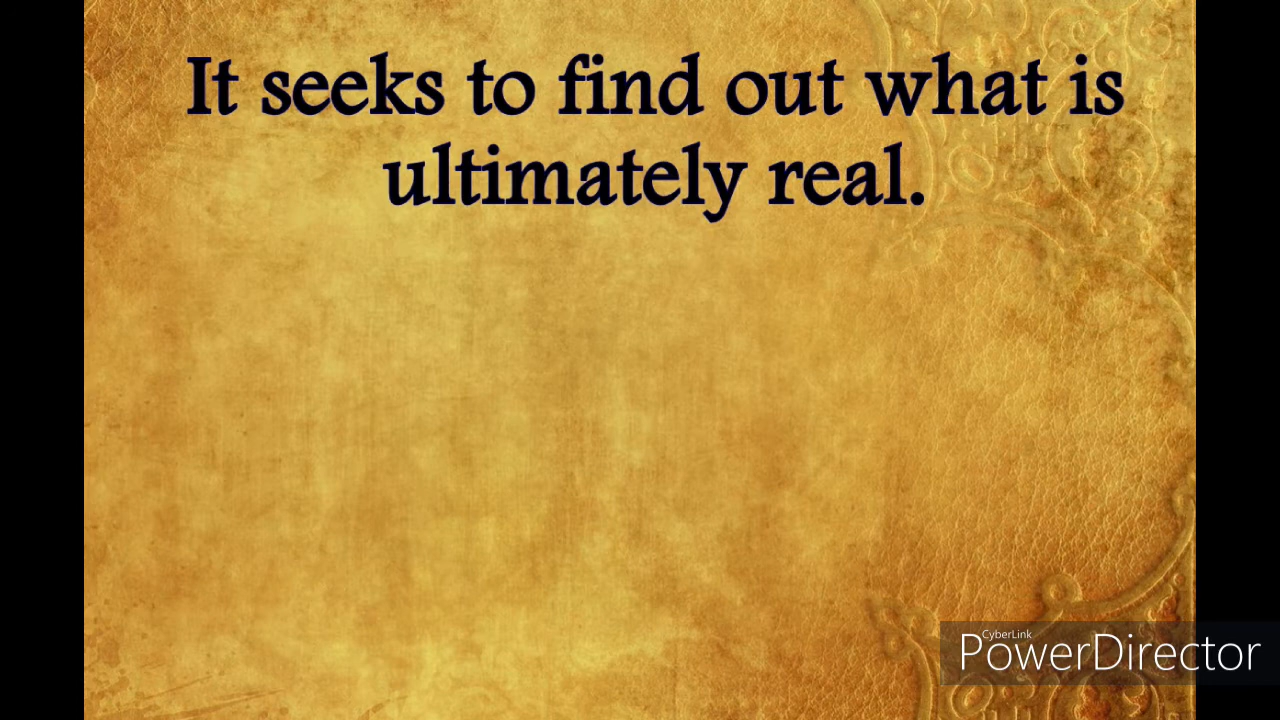 It seeks to find out what is
ultimately real.
CyberLink
PowerDirector